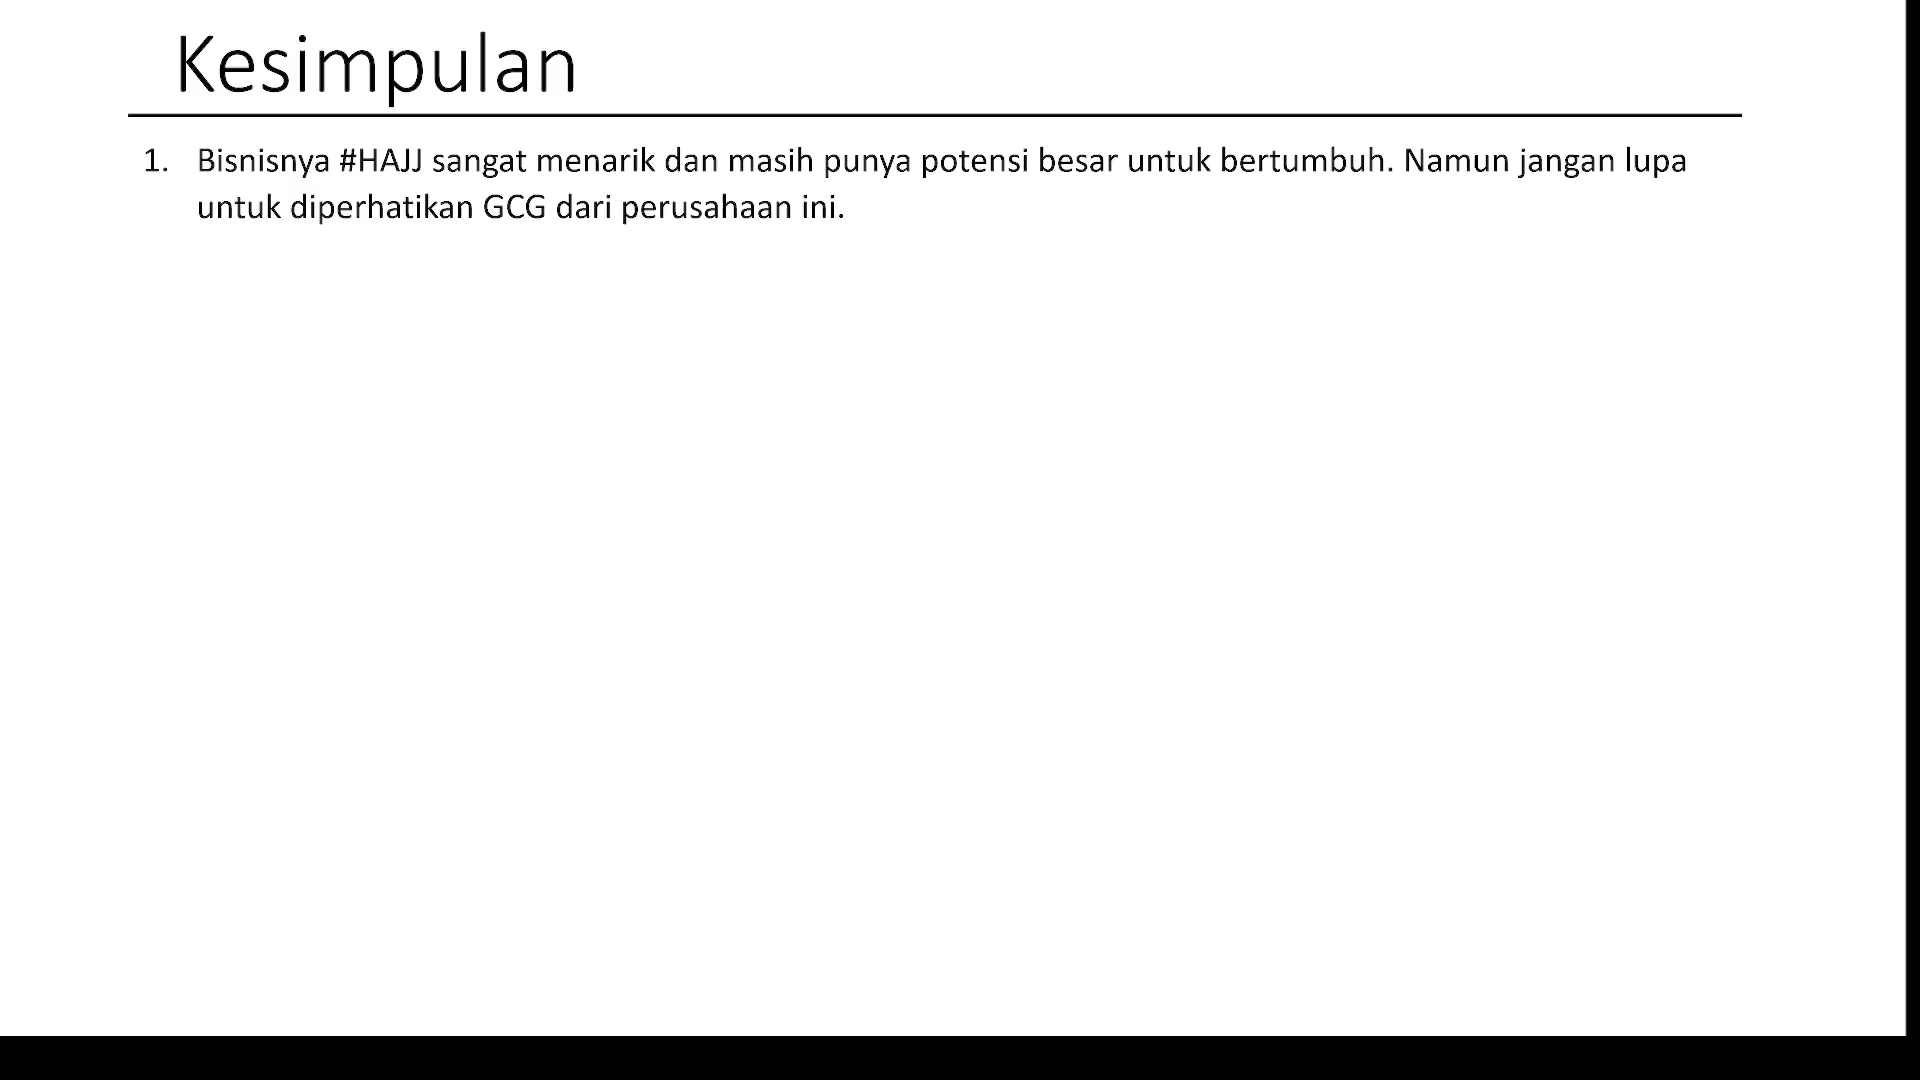 Kesimpulan
1. Bisnisnya #HAJJ sangat menarik dan masih punya potensi besar untuk bertumbuh. Namun jangan lupa
untuk diperhatikan GCG dari perusahaan ini.